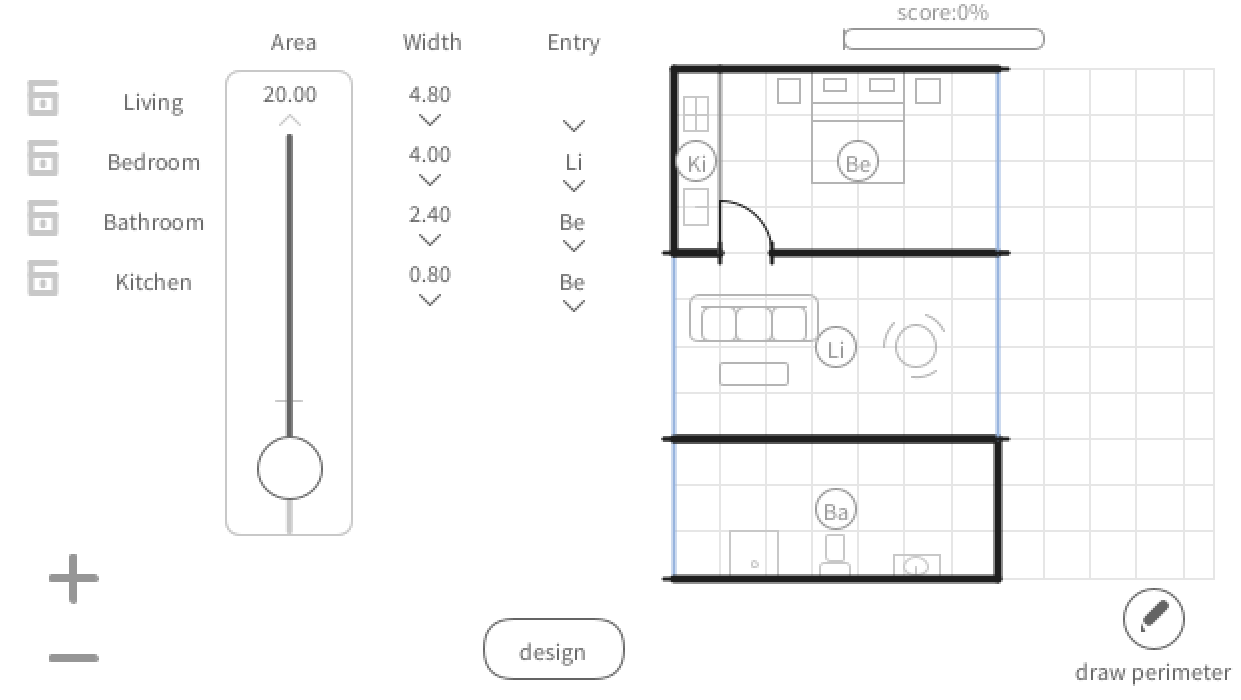 score:0%
Area Width Entry
Living 20.00 4.80
Bedroom 4.00 Li
Bathroom 2.40 Be
Kitchen 0.80 Be
Ki Be
Li
Ba
design
draw perimeter